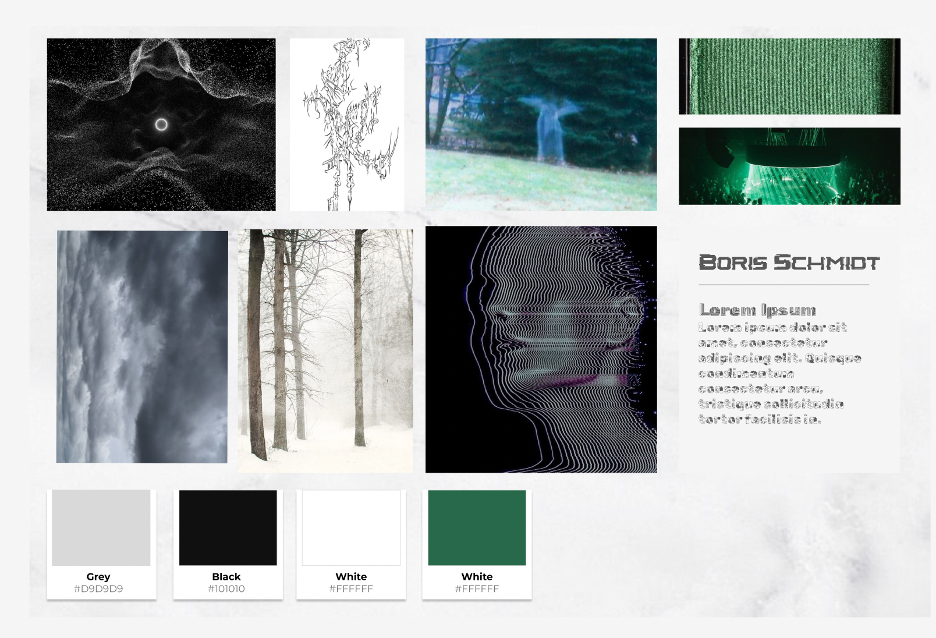 Boris Schmidt
Lorem Ipsum
Lorem ipsum dolor sit
amet, consectetur
adipiscing elit. Quisque
condimentum
consectetur arcu,
tristique sollicitudin
tortor facilisis in.
Grey
#D9D9D9
Black
#101010
White
#FFFFFF
White
#FFFFFF